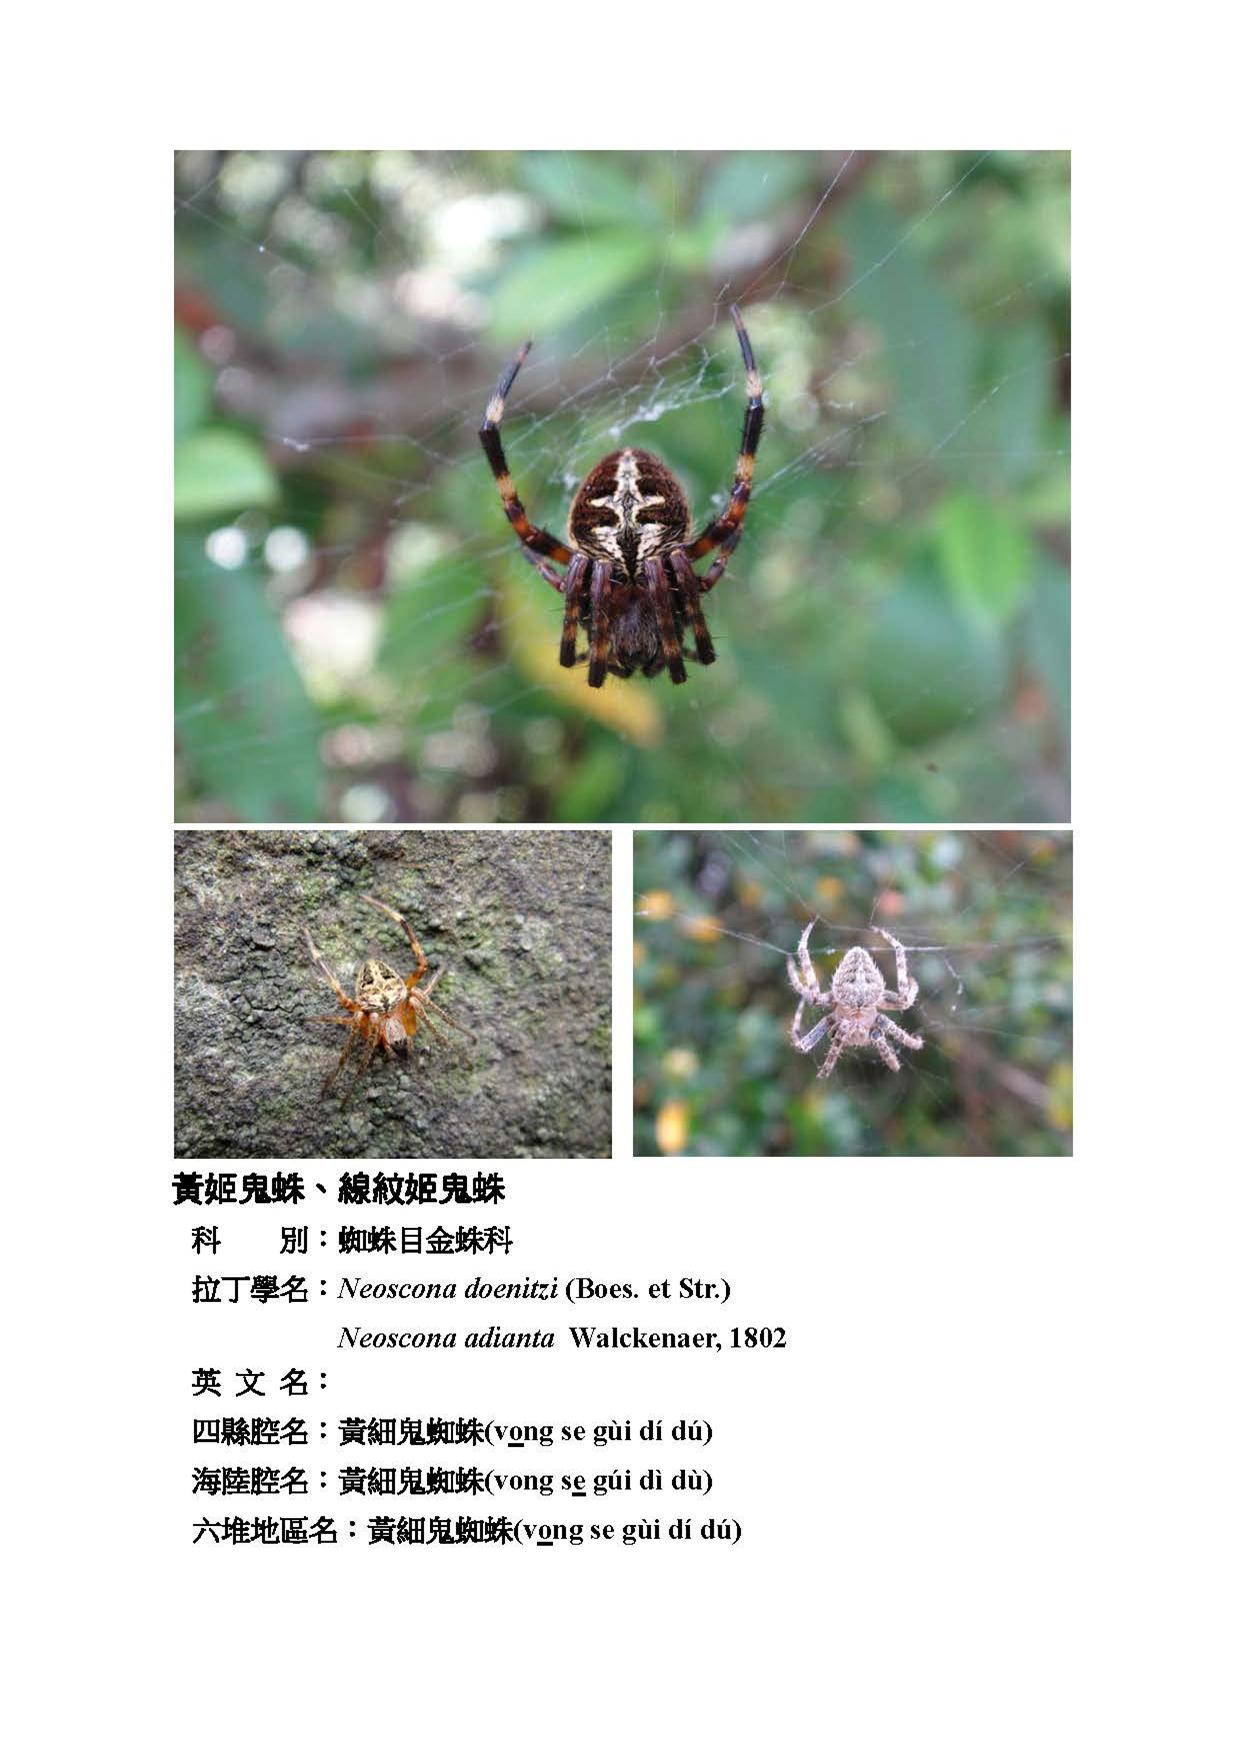 黃姬鬼蛛、線紋姬鬼蛛
科　　別：蜘蛛目金蛛科
拉丁學名：Neoscona doenitzi (Boes. et Str.)
Neoscona adianta Walckenaer, 1802
英 文 名：
四縣腔名：黃細鬼蜘蛛(vong se gùi dí dú)
海陸腔名：黃細鬼蜘蛛(vong se gúi dì dù)
六堆地區名：黃細鬼蜘蛛(vong se gùi dí dú)